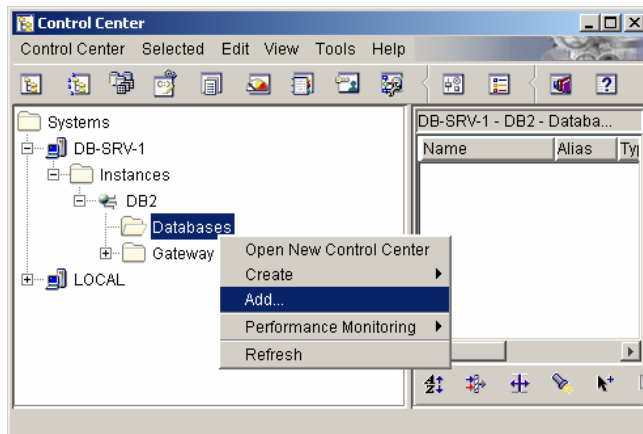 Control Center
Control Center Selected Edit View Tools Help
Systems
DB-SRV-1
Instances
DB2
Databases
Gateway
LOCAL
DB-SRV-1 - DB2 - Databa...
Name Alias Ty
Open New Control Center
Create
Add...
Performance Monitoring
Refresh